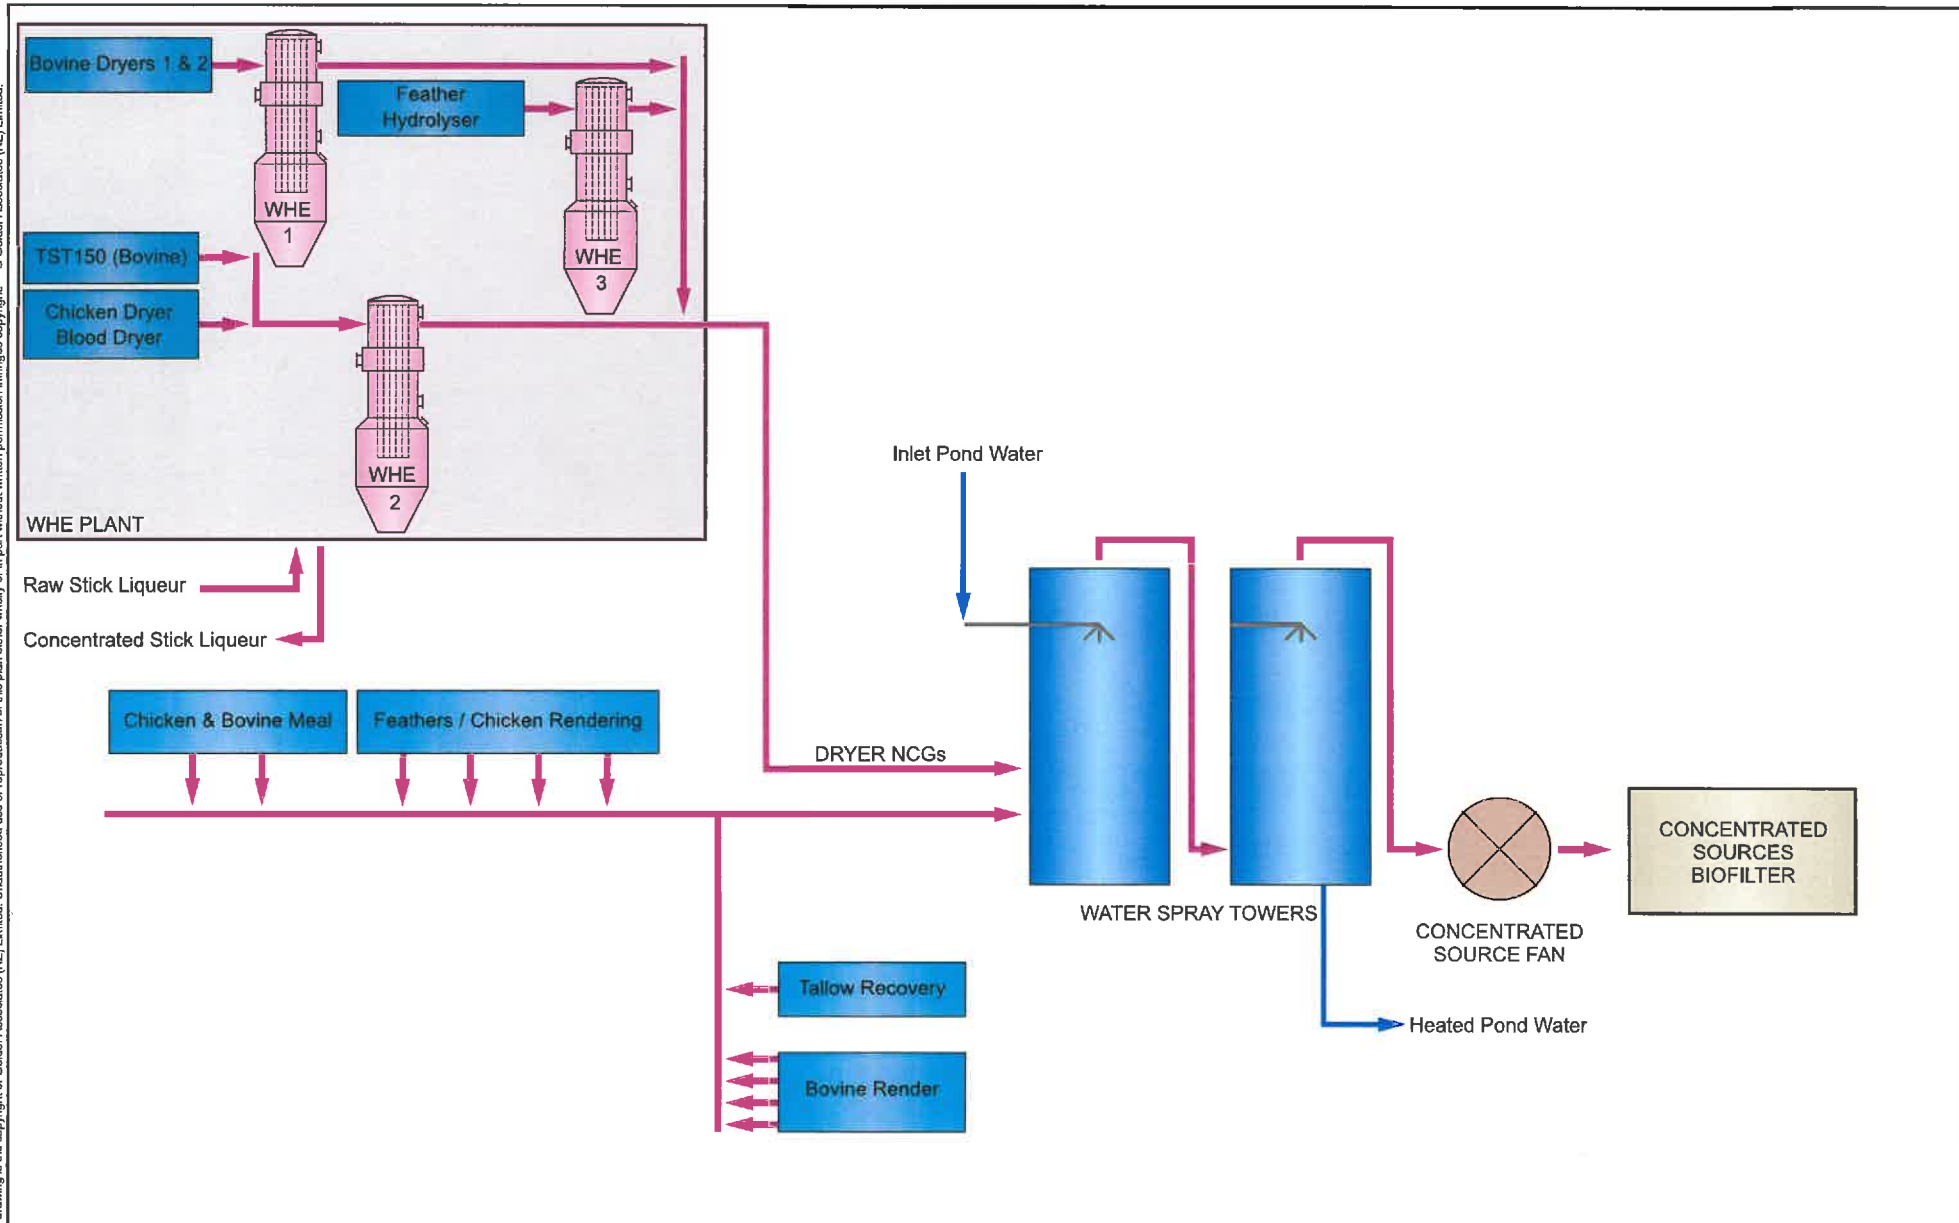 Bovine Dryers 1 & 2
Feather
Hydrolyser
WHE
1
WHE
3
TST150 (Bovine)
Chicken Dryer
Blood Dryer
WHE
2
WHE PLANT
Inlet Pond Water
Raw Stick Liqueur
Concentrated Stick Liqueur
Chicken & Bovine Meal
Feathers / Chicken Rendering
DRYER NCGs
WATER SPRAY TOWERS
CONCENTRATED
SOURCE FAN
CONCENTRATED
SOURCES
BIOFILTER
Tallow Recovery
Heated Pond Water
Bovine Render